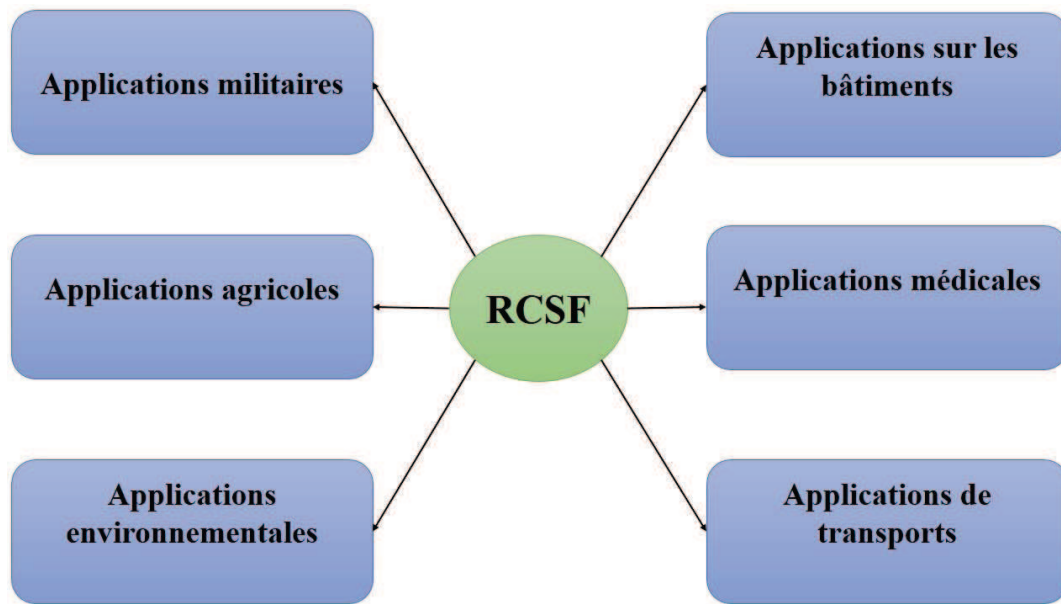 Applications militaires
Applications sur les
bâtiments
Applications agricoles
RCSF
Applications médicales
Applications
environnementales
Applications de
transports